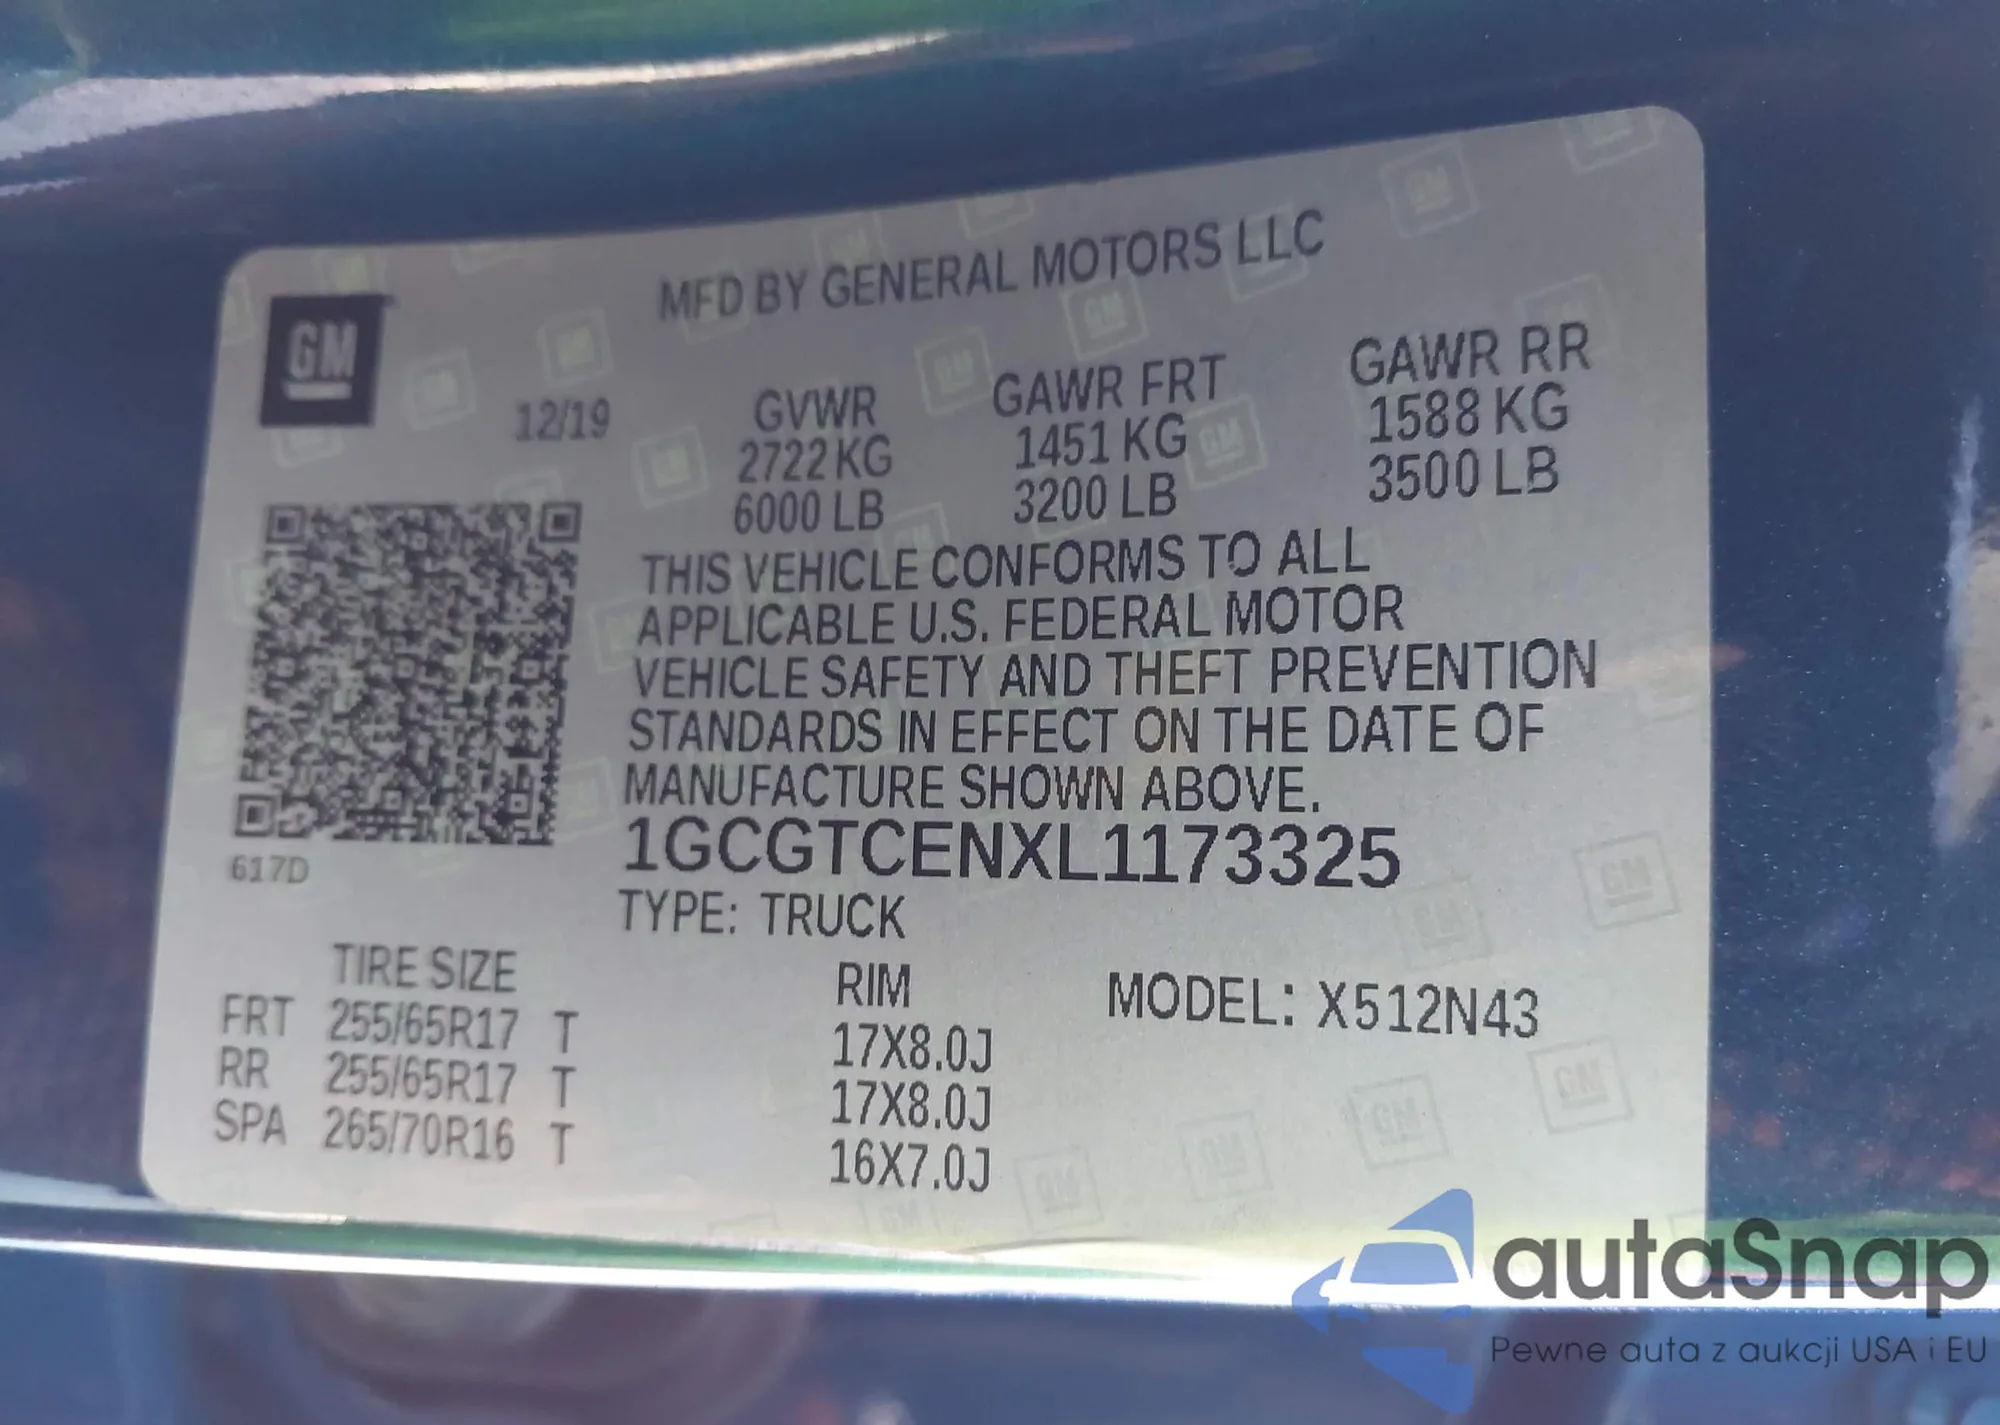 MFD BY GENERAL MOTORS LLC
GM
12/19
GVWR GAWR FRT GAWR RR
2722 KG 1451 KG 1588 KG
6000 LB 3200 LB 3500 LB
THIS VEHICLE CONFORMS TO ALL
APPLICABLE U.S. FEDERAL MOTOR
VEHICLE SAFETY AND THEFT PREVENTION
STANDARDS IN EFFECT ON THE DATE OF
MANUFACTURE SHOWN ABOVE.
1GCGTCENXL1173325
617D
TYPE: TRUCK
TIRE SIZE RIM MODEL: X512N43
FRT 255/65R17 T 17X8.0J
RR 255/65R17 T 17X8.0J
SPA 265/70R16 T 16X7.0J
autaSnap
Pewne auta z aukcji USA i EU